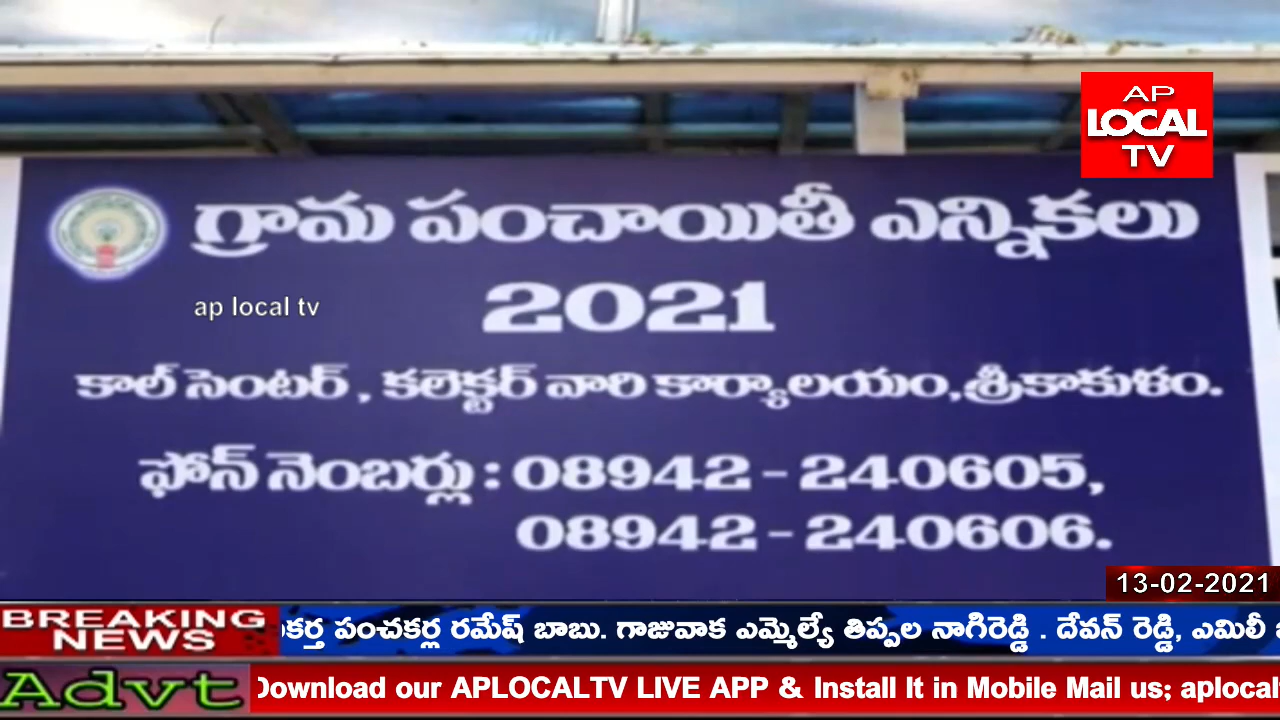 AP
LOCAL
TV
గ్రామ పంచాయితీ ఎన్నికలు
ap local tv
2021
కాల్ సెంటర్ , కలెక్టర్ వారి కార్యాలయం,శ్రీకాకుళం.
ఫోన్ నెంబర్లు : 08942 - 240605,
08942 - 240606.
13-02-2021
BREAKING
NEWS
పంచకర్ల రమేష్ బాబు. గాజువాక ఎమ్మెల్యే తిప్పల నాగిరెడ్డి . దేవన్ రెడ్డి, ఎమిలీ
Advt
Download our APLOCALTV LIVE APP & Install It in Mobile Mail us; aplocal